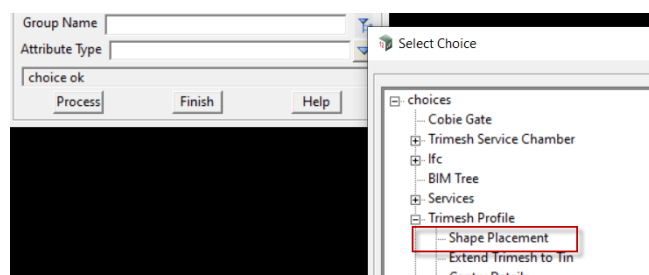 Group Name
Attribute Type
choice ok
Process Finish Help
Select Choice
choices
Cobie Gate
Trimesh Service Chamber
Ifc
BIM Tree
Services
Trimesh Profile
Shape Placement
Extend Trimesh to Tin